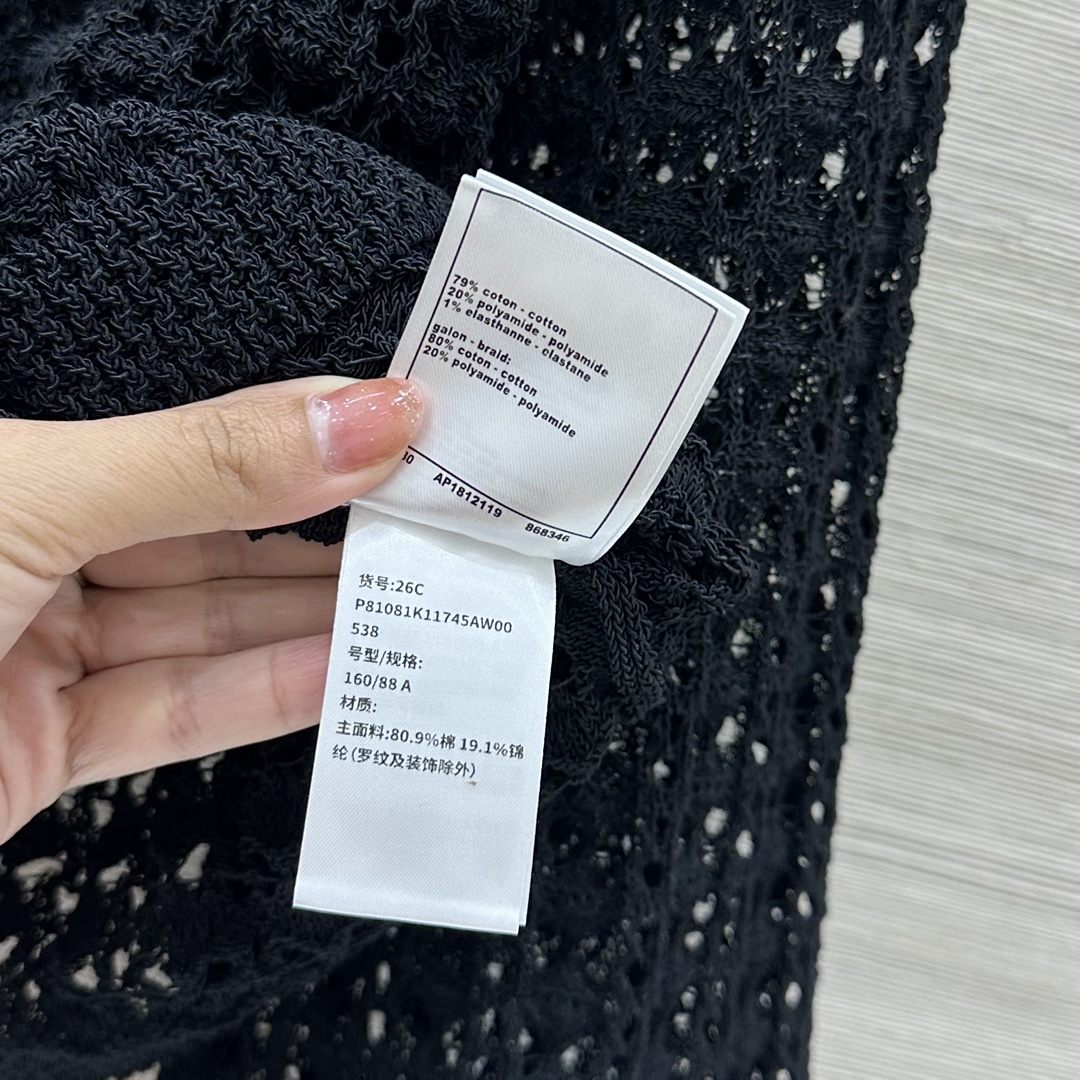 79% coton - cotton
20% polyamide - polyamide
1% elasthanne - elastane
galon - braid:
80% coton - cotton
20% polyamide - polyamide
AP1812119 868346
货号:26C
P81081K11745AW00
538
号型/规格:
160/88 A
材质:
主面料:80.9%棉 19.1%锦
纶(罗纹及装饰除外)